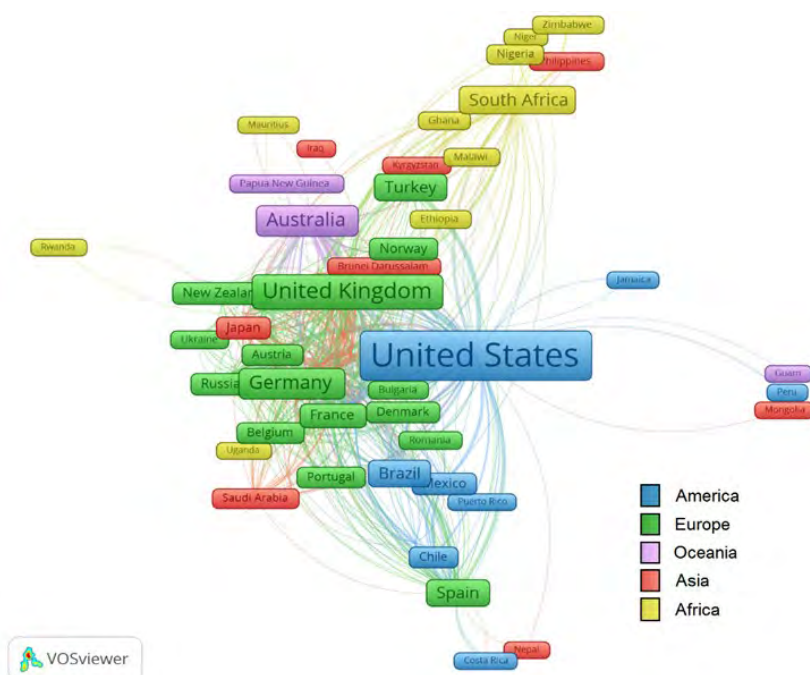 Zimbabwe
Niger
Nigeria
Philippines
South Africa
Ghana
Mauritius
Iraq
Malawi
Kyrgyzstan
Papua New Guinea
Turkey
Australia
Ethiopia
Rwanda
Norway
Brunei Darussalam
Jamaica
New Zealan
United Kingdom
Japan
Ukraine
United States
Austria
Guam
Russia
Germany
Bulgaria
Peru
Mongolia
France
Denmark
Belgium
Romania
Uganda
Portugal
Brazil
Mexico
Saudi Arabia
Puerto Rico
America
Europe
Chile
Oceania
Asia
Spain
Africa
Nepal
Costa Rica
VOSviewer